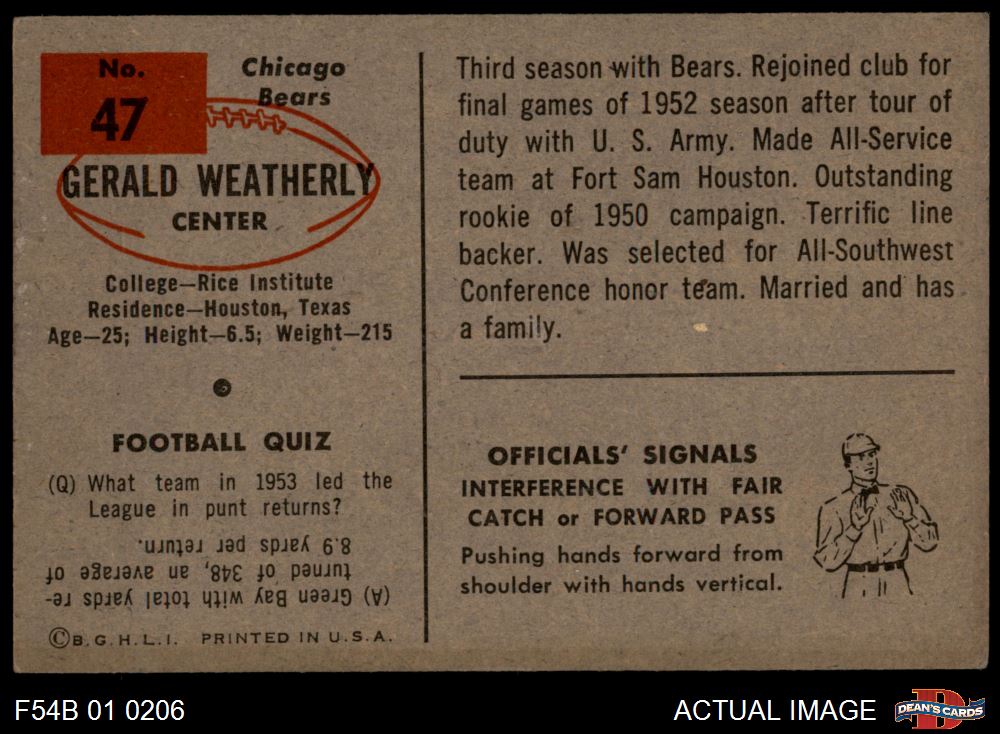 No.
47
Chicago
Bears
GERALD WEATHERLY
CENTER
College—Rice Institute
Residence—Houston, Texas
Age—25; Height—6.5; Weight—215
FOOTBALL QUIZ
(Q) What team in 1953 led the
League in punt returns?
(A) Green Bay with total yards re-
turned of 348, an average of
8.9 yards per return.
©B.G.H.L.I. PRINTED IN U.S.A.
Third season with Bears. Rejoined club for
final games of 1952 season after tour of
duty with U. S. Army. Made All-Service
team at Fort Sam Houston. Outstanding
rookie of 1950 campaign. Terrific line
backer. Was selected for All-Southwest
Conference honor team. Married and has
a family.
OFFICIALS' SIGNALS
INTERFERENCE WITH FAIR
CATCH or FORWARD PASS
Pushing hands forward from
shoulder with hands vertical.
F54B 01 0206
ACTUAL IMAGE
DEAN'S CARDS